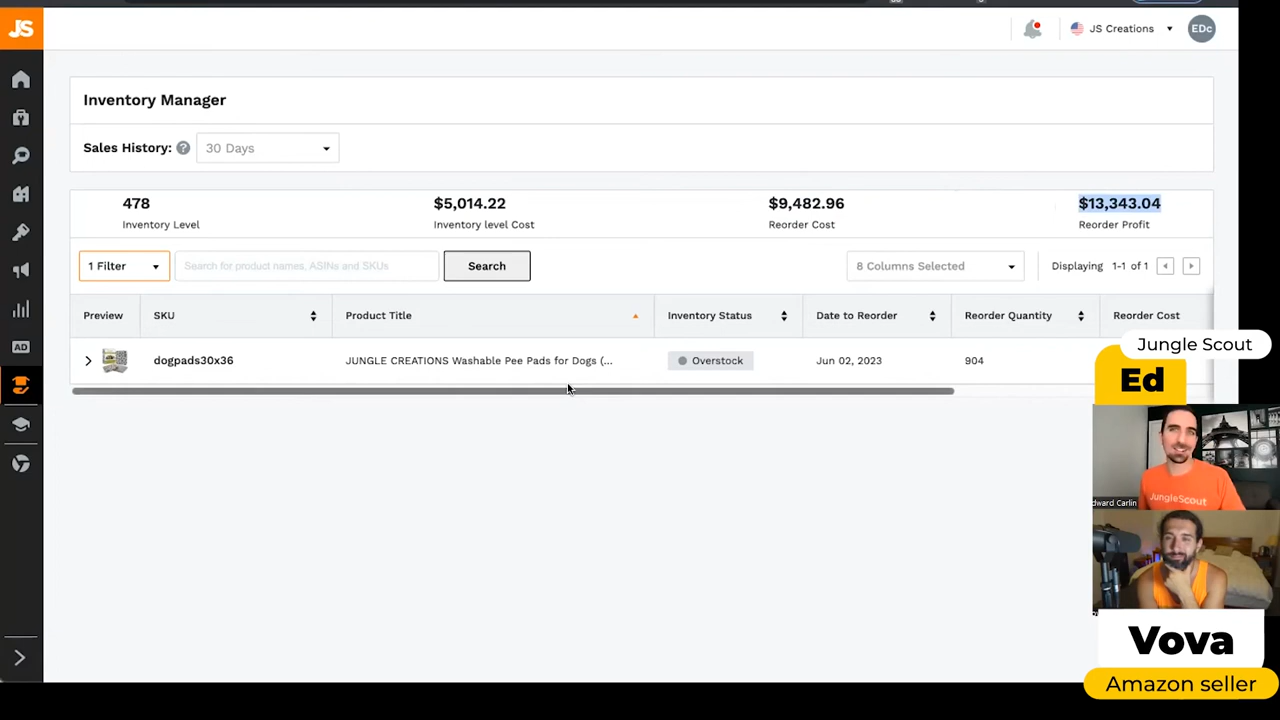 JS
JS Creations
EDc
Inventory Manager
Sales History: ? 30 Days
478
Inventory Level
$5,014.22
Inventory level Cost
$9,482.96
Reorder Cost
$13,343.04
Reorder Profit
1 Filter
Search for product names, ASINs and SKUs
Search
8 Columns Selected
Displaying 1-1 of 1
Preview SKU Product Title Inventory Status Date to Reorder Reorder Quantity Reorder Cost
dogpads30x36 JUNGLE CREATIONS Washable Pee Pads for Dogs (... Overstock Jun 02, 2023 904
AD
Jungle Scout
Ed
JungleScout
dward Carlin
Vova
Amazon seller